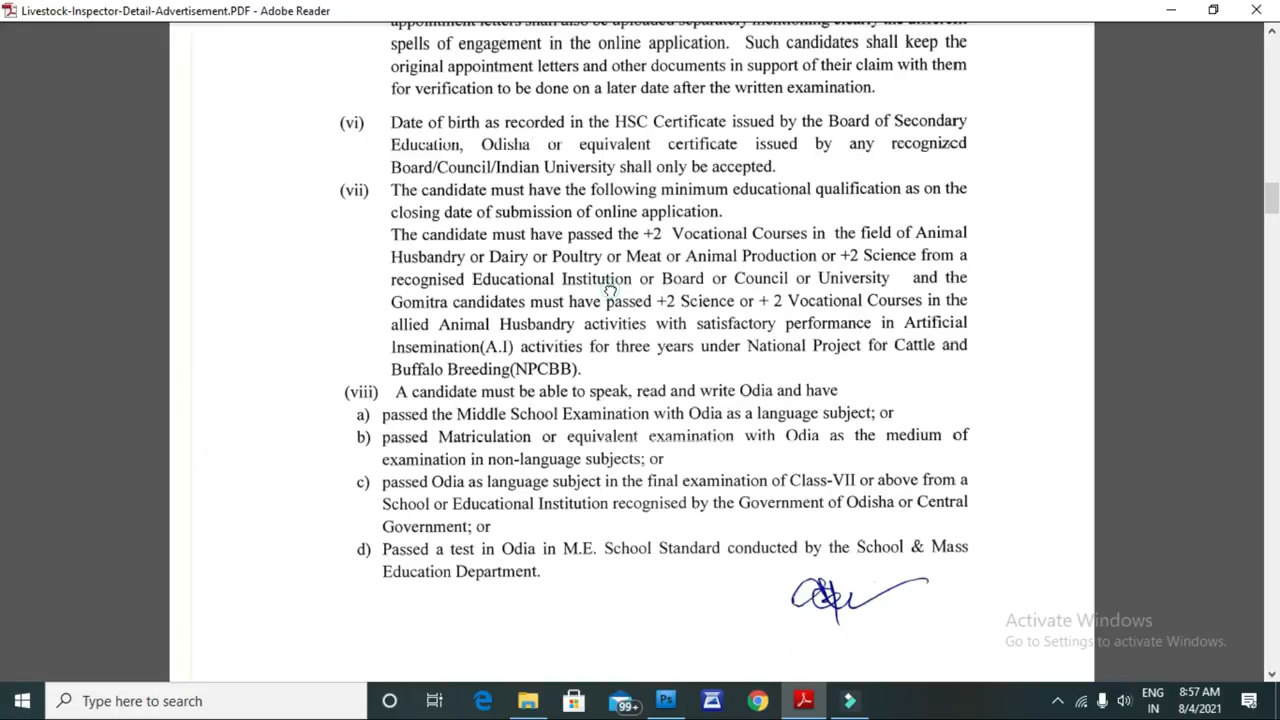 Livestock-Inspector-Detail-Advertisement.PDF - Adobe Reader
appointment letters shall also be uploaded separately mentioning clearly the different
spells of engagement in the online application. Such candidates shall keep the
original appointment letters and other documents in support of their claim with them
for verification to be done on a later date after the written examination.
(vi) Date of birth as recorded in the HSC Certificate issued by the Board of Secondary
Education, Odisha or equivalent certificate issued by any recognized
Board/Council/Indian University shall only be accepted.
(vii) The candidate must have the following minimum educational qualification as on the
closing date of submission of online application.
The candidate must have passed the +2 Vocational Courses in the field of Animal
Husbandry or Dairy or Poultry or Meat or Animal Production or +2 Science from a
recognised Educational Institution or Board or Council or University and the
Gomitra candidates must have passed +2 Science or + 2 Vocational Courses in the
allied Animal Husbandry activities with satisfactory performance in Artificial
Insemination(A.I) activities for three years under National Project for Cattle and
Buffalo Breeding(NPCBB).
(viii) A candidate must be able to speak, read and write Odia and have
a) passed the Middle School Examination with Odia as a language subject; or
b) passed Matriculation or equivalent examination with Odia as the medium of
examination in non-language subjects; or
c) passed Odia as language subject in the final examination of Class-VII or above from a
School or Educational Institution recognised by the Government of Odisha or Central
Government; or
d) Passed a test in Odia in M.E. School Standard conducted by the School & Mass
Education Department.
Activate Windows
Go to Settings to activate Windows.
Type here to search
99+
Ps
ENG
IN
8:57 AM
8/4/2021